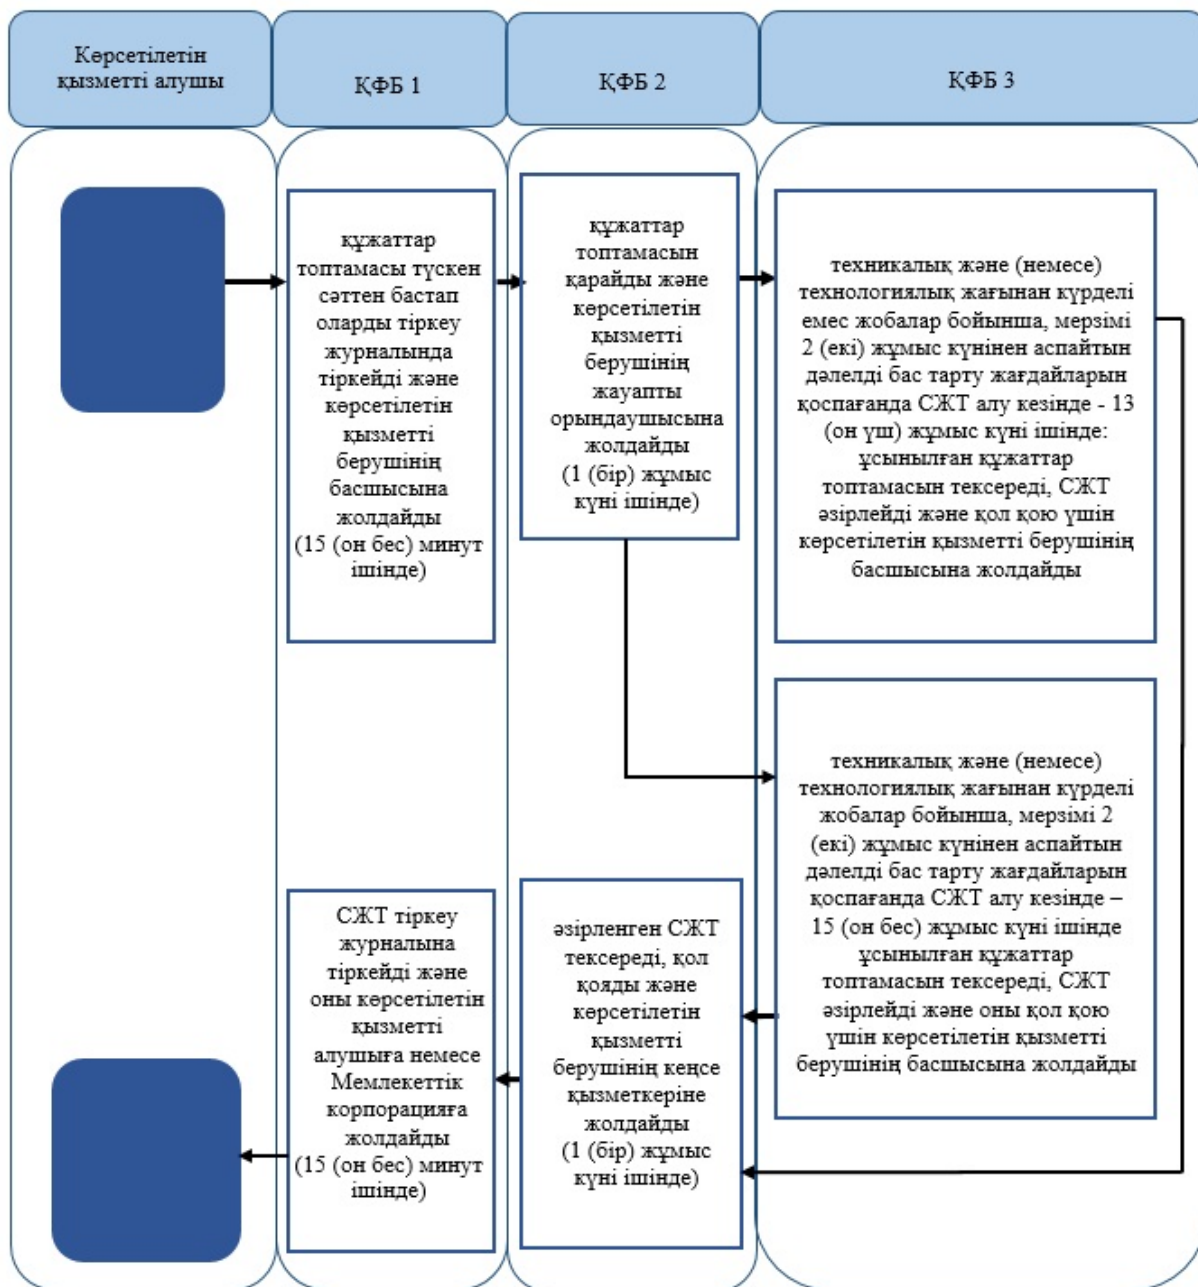 Көрсетілетін
қызметті алушы
ҚФБ 1
ҚФБ 2
ҚФБ 3
құжаттар
топтамасы түскен
сәттен бастап
оларды тіркеу
журналында
тіркейді және
көрсетілетін
қызметті
берушінің
басшысына
жолдайды
(15 (он бес) минут
ішінде)
құжаттар
топтамасын
қарайды және
көрсетілетін
қызметті
берушінің
жауапты
орындаушысына
жолдайды
(1 (бір) жұмыс
күні ішінде)
техникалық және (немесе)
технологиялық жағынан күрделі
емес жобалар бойынша, мерзімі
2 (екі) жұмыс күнінен аспайтын
дәлелді бас тарту жағдайларын
қоспағанда СЖТ алу кезінде - 13
(он үш) жұмыс күні ішінде:
ұсынылған құжаттар
топтамасын тексереді, СЖТ
әзірлейді және қол қою үшін
көрсетілетін қызметті берушінің
басшысына жолдайды
техникалық және (немесе)
технологиялық жағынан күрделі
жобалар бойынша, мерзімі 2
(екі) жұмыс күнінен аспайтын
дәлелді бас тарту жағдайларын
қоспағанда СЖТ алу кезінде –
15 (он бес) жұмыс күні ішінде
ұсынылған құжаттар
топтамасын тексереді, СЖТ
әзірлейді және оны қол қою
үшін көрсетілетін қызметті
берушінің басшысына жолдайды
әзірленген СЖТ
тексереді, қол
қояды және
көрсетілетін
қызметті
берушінің кеңсе
қызметкеріне
жолдайды
(1 (бір) жұмыс
күні ішінде)
СЖТ тіркеу
журналына
тіркейді және
оны көрсетілетін
қызметті
алушыға немесе
Мемлекеттік
корпорацияға
жолдайды
(15 (он бес) минут
ішінде)